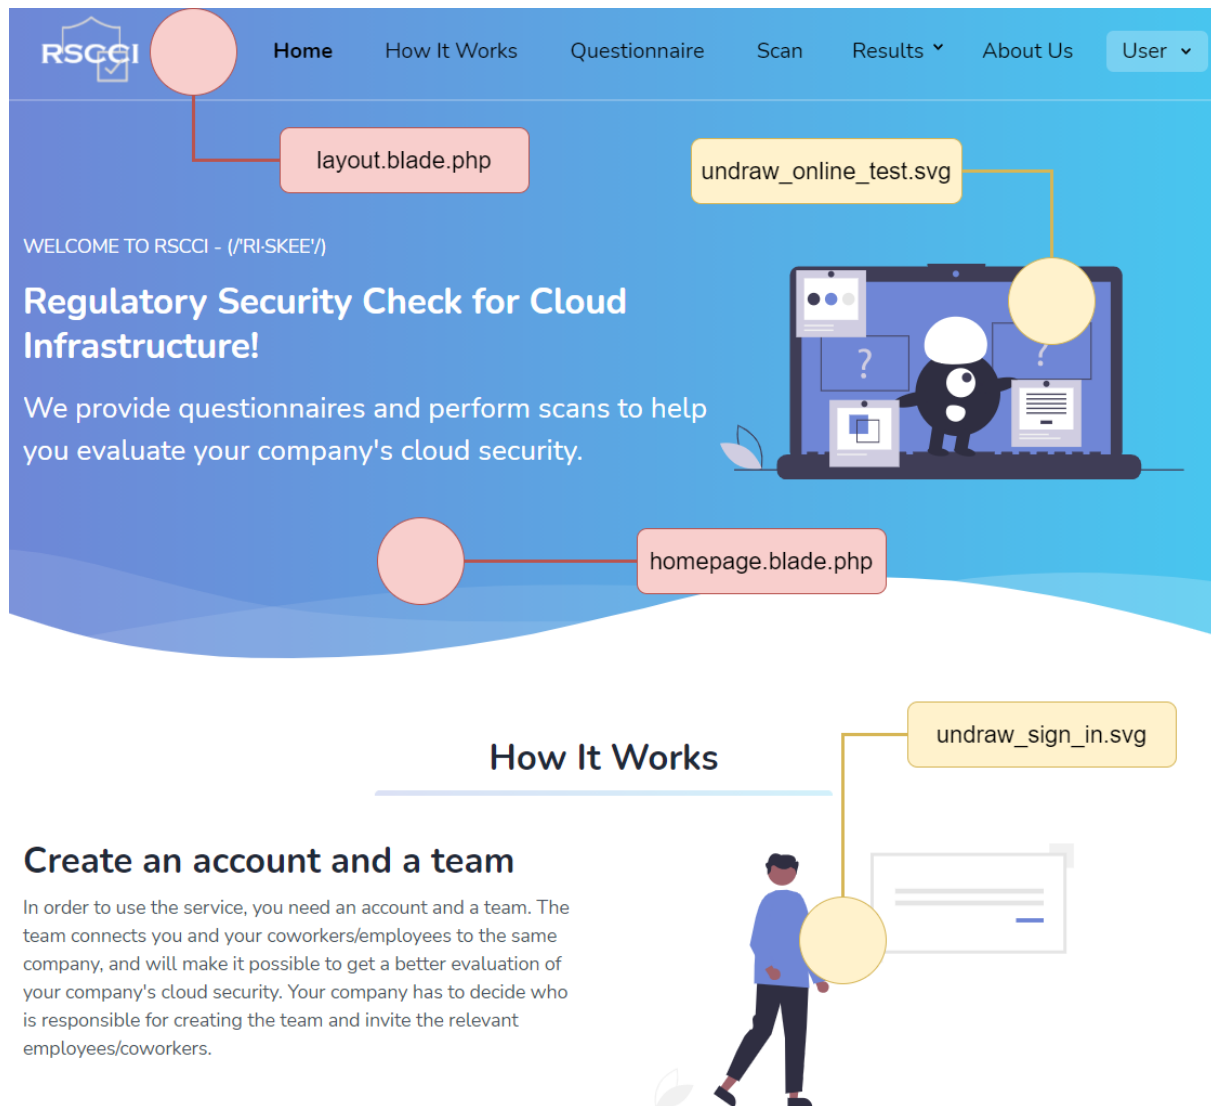 RSCCI
Home How It Works Questionnaire Scan Results About Us User
layout.blade.php
undraw_online_test.svg
WELCOME TO RSCCI - (/'RI·SKEE'/)
Regulatory Security Check for Cloud
Infrastructure!
We provide questionnaires and perform scans to help
you evaluate your company's cloud security.
?
?
homepage.blade.php
undraw_sign_in.svg
How It Works
Create an account and a team
In order to use the service, you need an account and a team. The
team connects you and your coworkers/employees to the same
company, and will make it possible to get a better evaluation of
your company's cloud security. Your company has to decide who
is responsible for creating the team and invite the relevant
employees/coworkers.